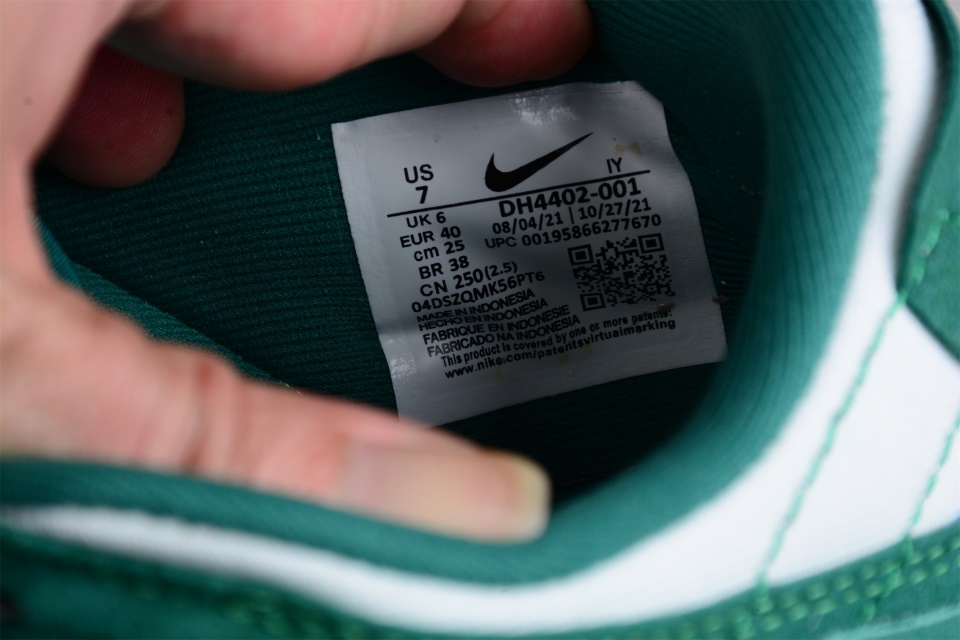 US
7
IY
DH4402-001
UK 6
08/04/21 | 10/27/21
EUR 40
UPC 00195866277670
cm 25
BR 38
CN 250(2.5)
04DSZQMK56PT6
MADE IN INDONESIA
HECHO EN INDONESIA
FABRIQUE EN INDONESIE
FABRICADO NA INDONESIA
This product is covered by one or more patents.
www.nike.com/patentsvirtualmarking